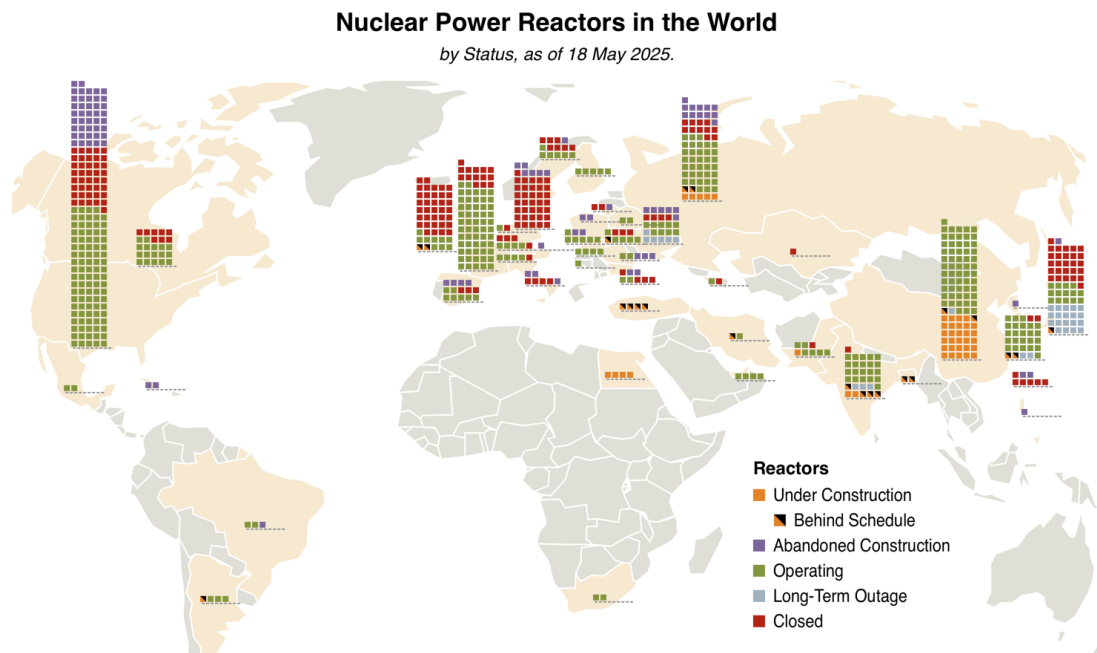 Nuclear Power Reactors in the World
by Status, as of 18 May 2025.
Reactors
Under Construction
Behind Schedule
Abandoned Construction
Operating
Long-Term Outage
Closed